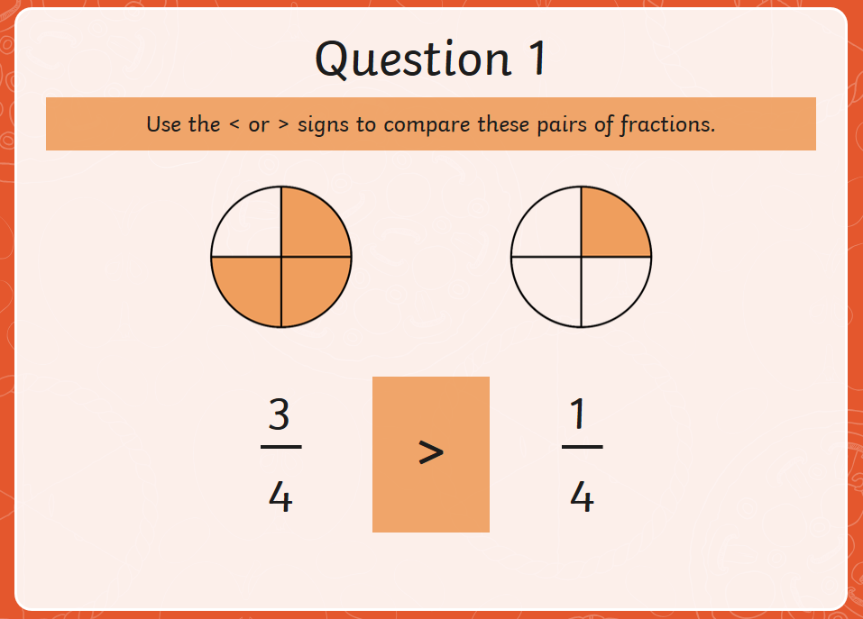 Question 1
Use the < or > signs to compare these pairs of fractions.
3
4
>
1
4